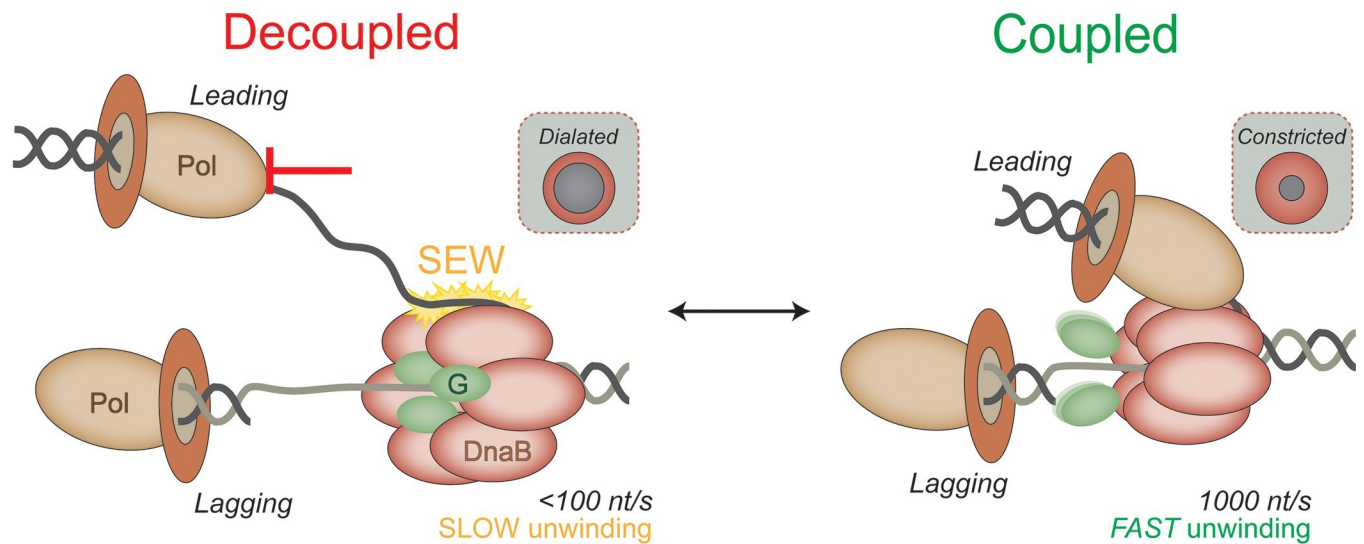 Decoupled
Leading
Pol
Dialated
SEW
G
Pol
DnaB
Lagging
<100 nt/s
SLOW unwinding
Coupled
Constricted
Leading
Lagging
1000 nt/s
FAST unwinding